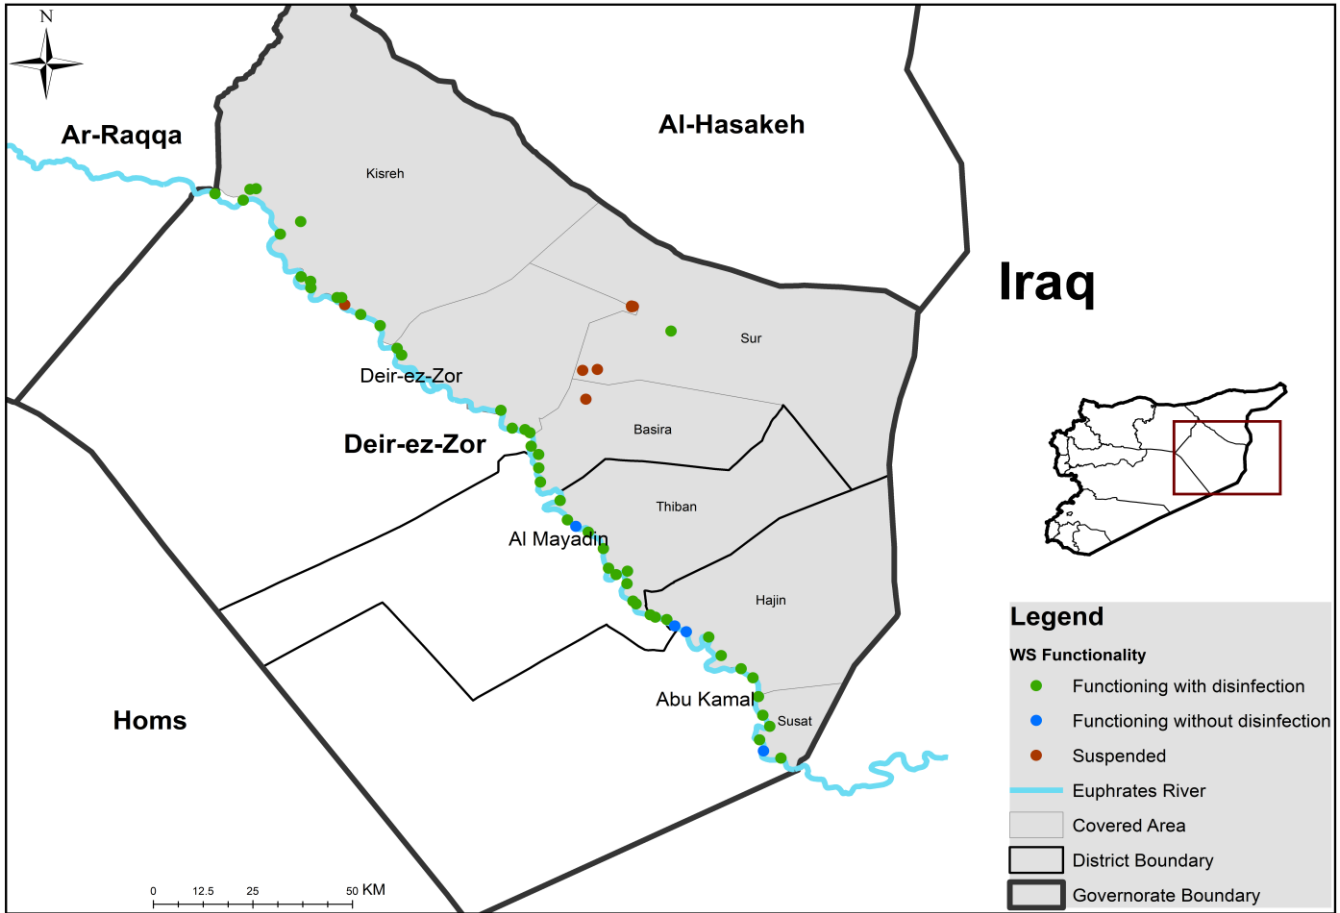 N
Ar-Raqqa
Al-Hasakeh
Kisreh
Iraq
Sur
Deir-ez-Zor
Basira
Deir-ez-Zor
Thiban
Al Mayadin
Hajin
Abu Kamal
Susat
Homs
0 12.5 25 50 KM
Legend
WS Functionality
Functioning with disinfection
Functioning without disinfection
Suspended
Euphrates River
Covered Area
District Boundary
Governorate Boundary